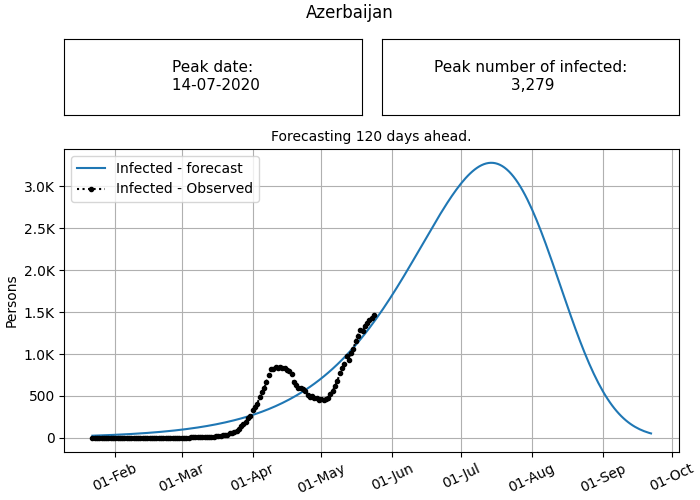 Azerbaijan
Peak date:
14-07-2020
Peak number of infected:
3,279
Forecasting 120 days ahead.
Infected - forecast
Infected - Observed
Persons
3.0K
2.5K
2.0K
1.5K
1.0K
500
0
01-Feb
01-Mar
01-Apr
01-May
01-Jun
01-Jul
01-Aug
01-Sep
01-Oct